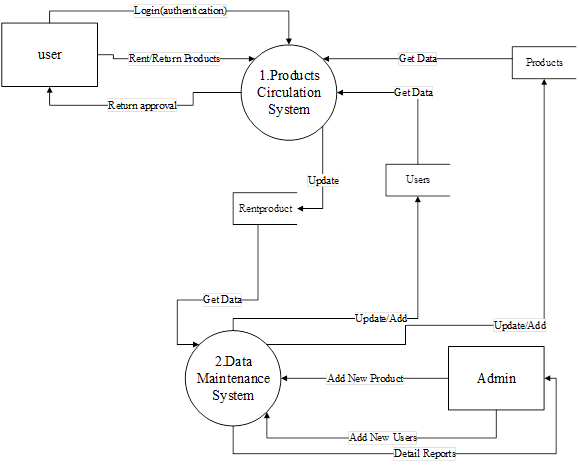 Login(authentication)
user
Rent/Return Products
Get Data
Products
1.Products
Circulation
System
Return approval
Get Data
Update
Users
Rentproduct
Get Data
Update/Add
Update/Add
2.Data
Maintenance
System
Add New Product
Admin
Add New Users
Detail Reports